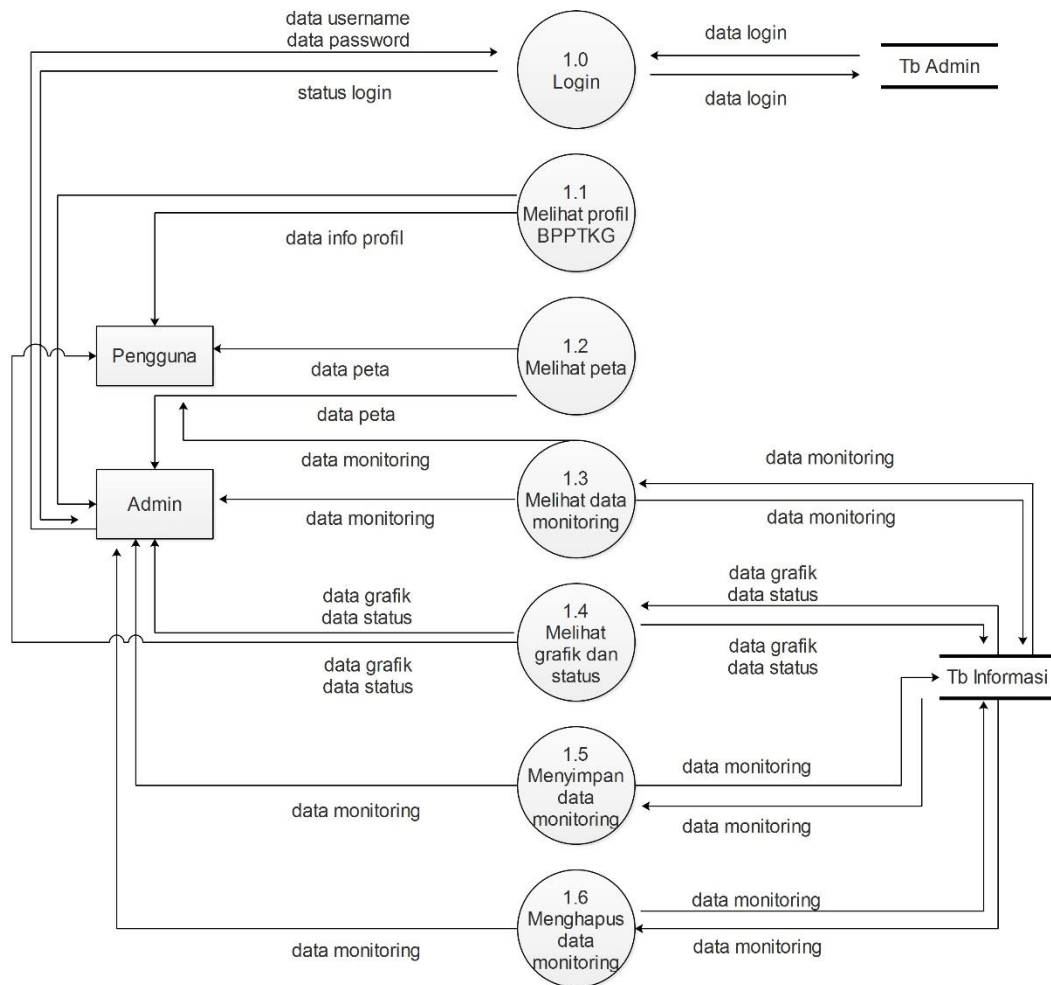 data username
data password
status login
1.0
Login
data login
data login
Tb Admin
1.1
Melihat profil
BPPTKG
data info profil
Pengguna
1.2
Melihat peta
data peta
data peta
data monitoring
Admin
1.3
Melihat data
monitoring
data monitoring
data monitoring
data monitoring
data grafik
data status
data grafik
data status
1.4
Melihat
grafik dan
status
data grafik
data status
data grafik
data status
Tb Informasi
1.5
Menyimpan
data
monitoring
data monitoring
data monitoring
data monitoring
1.6
Menghapus
data
monitoring
data monitoring
data monitoring
data monitoring